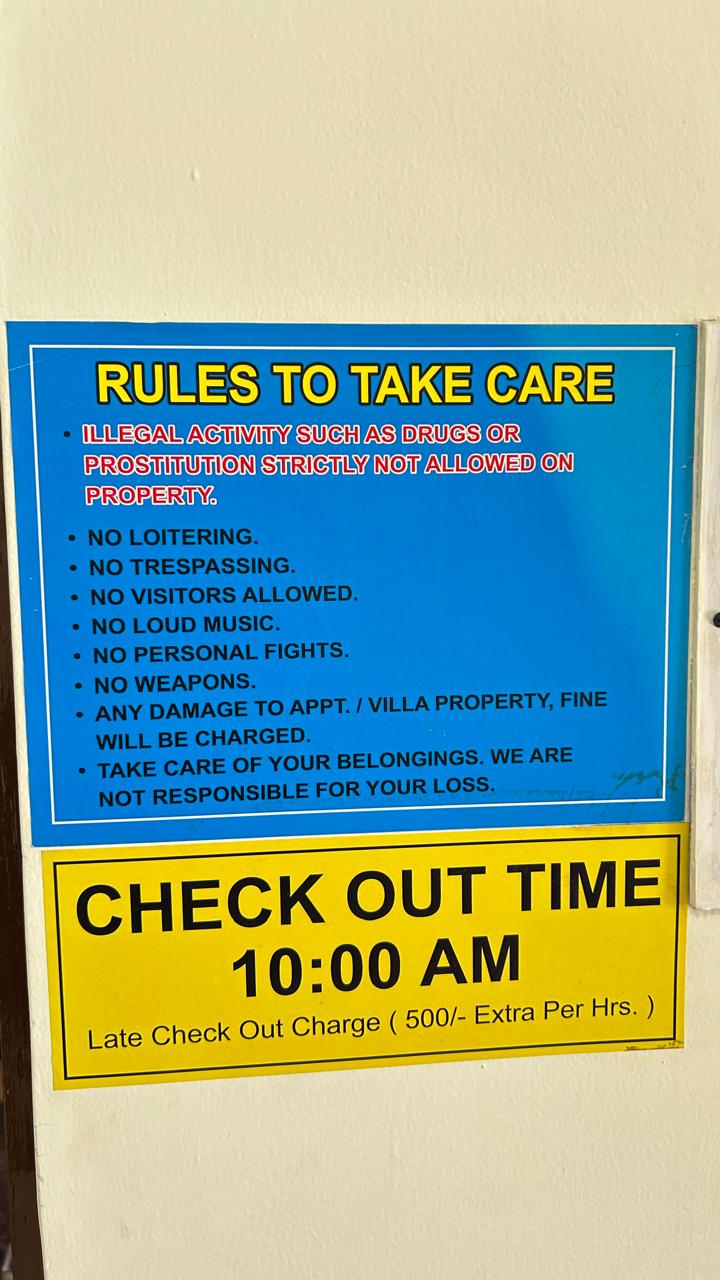 RULES TO TAKE CARE
• ILLEGAL ACTIVITY SUCH AS DRUGS OR
PROSTITUTION STRICTLY NOT ALLOWED ON
PROPERTY.
• NO LOITERING.
• NO TRESPASSING.
• NO VISITORS ALLOWED.
• NO LOUD MUSIC.
• NO PERSONAL FIGHTS.
• NO WEAPONS.
• ANY DAMAGE TO APPT. / VILLA PROPERTY, FINE
WILL BE CHARGED.
• TAKE CARE OF YOUR BELONGINGS. WE ARE
NOT RESPONSIBLE FOR YOUR LOSS.
CHECK OUT TIME
10:00 AM
Late Check Out Charge ( 500/- Extra Per Hrs. )